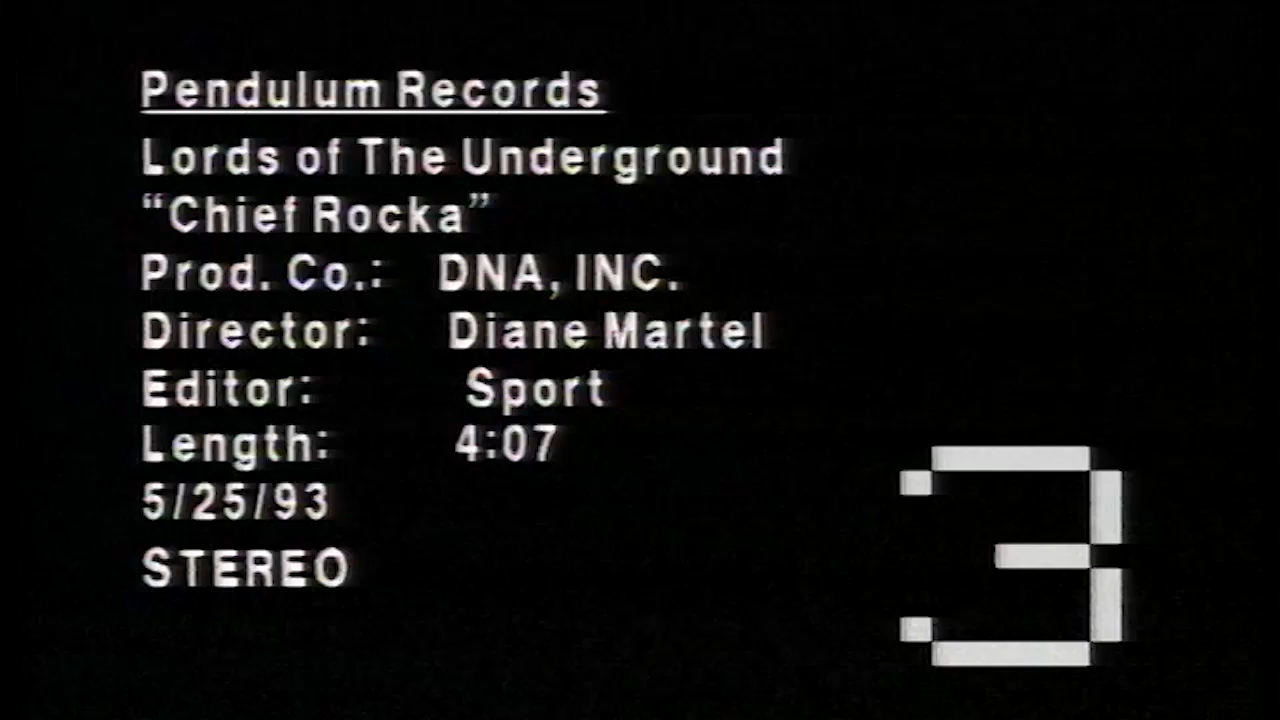 Pendulum Records
Lords of The Underground
“Chief Rocka”
Prod. Co.: DNA, INC.
Director: Diane Martel
Editor: Sport
Length: 4:07
5/25/93
STEREO
3